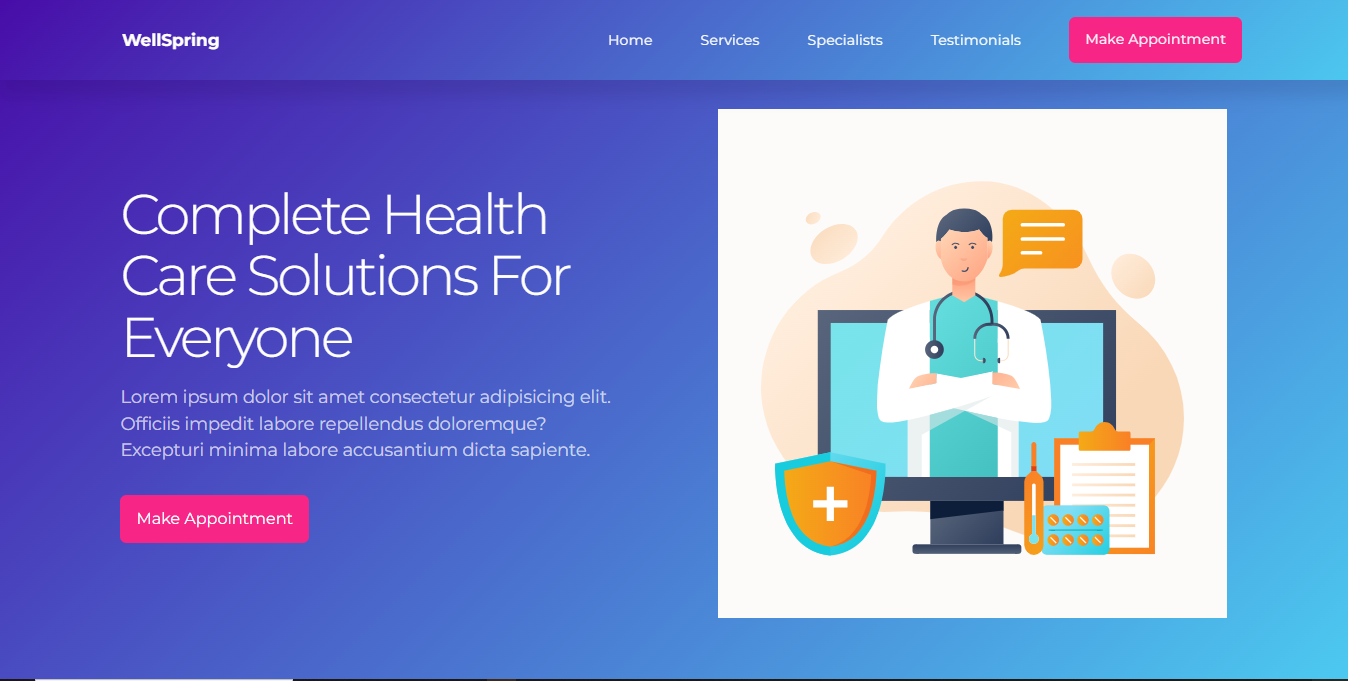 WellSpring
Home
Services
Specialists
Testimonials
Make Appointment
Complete Health
Care Solutions For
Everyone
Lorem ipsum dolor sit amet consectetur adipisicing elit.
Officiis impedit labore repellendus doloremque?
Excepturi minima labore accusantium dicta sapiente.
Make Appointment